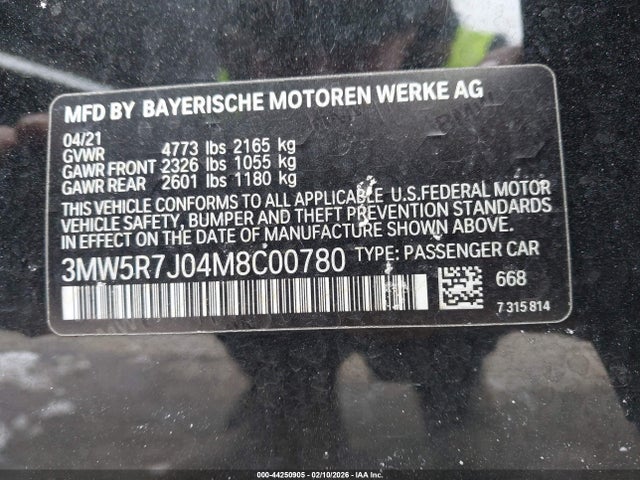 MFD BY BAYERISCHE MOTOREN WERKE AG
04/21
GVWR 4773 lbs 2165 kg
GAWR FRONT 2326 lbs 1055 kg
GAWR REAR 2601 lbs 1180 kg
THIS VEHICLE CONFORMS TO ALL APPLICABLE U.S.FEDERAL MOTOR
VEHICLE SAFETY, BUMPER AND THEFT PREVENTION STANDARDS
IN EFFECT ON THE DATE OF MANUFACTURE SHOWN ABOVE.
3MW5R7J04M8C00780 TYPE: PASSENGER CAR
668
7 315 814
000-44250905 - 02/10/2026 - IAA Inc.